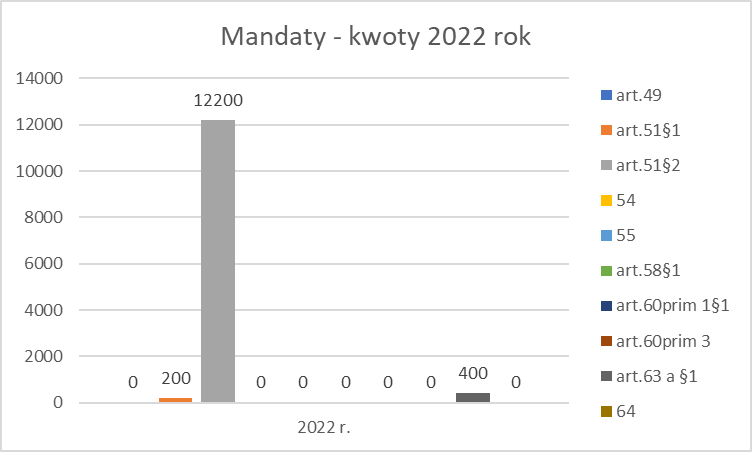 Mandaty - kwoty 2022 rok
14000
12000
10000
8000
6000
4000
2000
0
0
200
12200
0
0
0
0
0
400
0
2022 r.
art.49
art.51§1
art.51§2
54
55
art.58§1
art.60prim 1§1
art.60prim 3
art.63 a §1
64